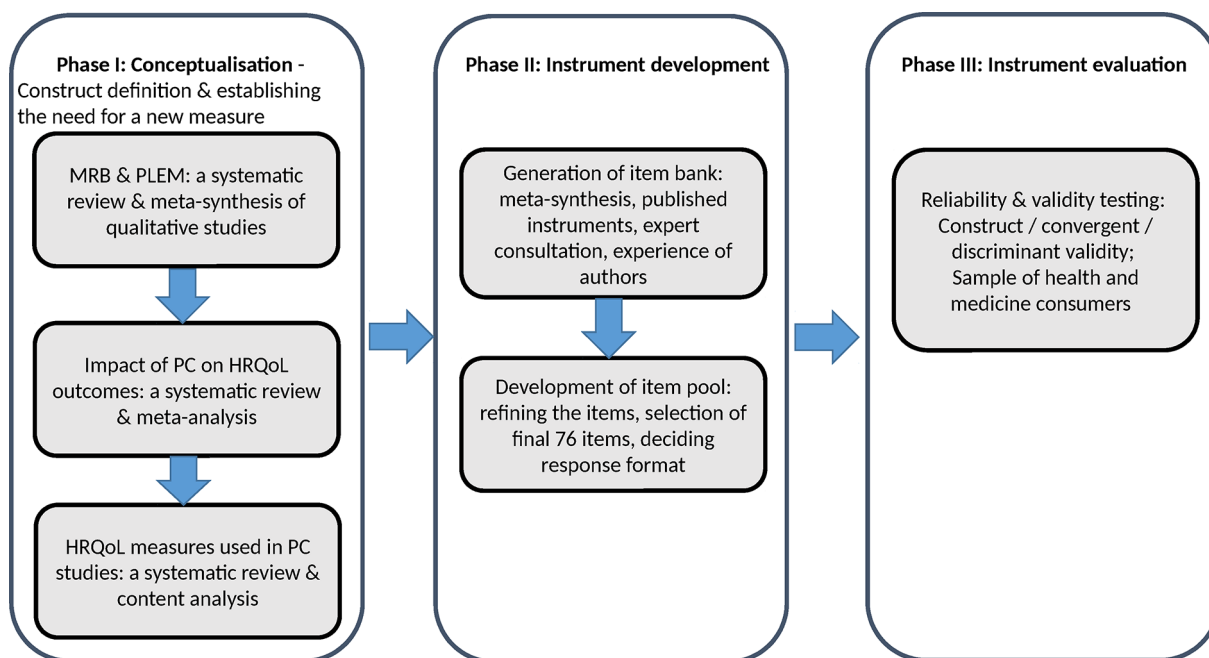 Phase I: Conceptualisation -
Construct definition & establishing
the need for a new measure
MRB & PLEM: a systematic
review & meta-synthesis of
qualitative studies
Impact of PC on HRQoL
outcomes: a systematic review
& meta-analysis
HRQoL measures used in PC
studies: a systematic review &
content analysis
Phase II: Instrument development
Generation of item bank:
meta-synthesis, published
instruments, expert
consultation, experience of
authors
Development of item pool:
refining the items, selection of
final 76 items, deciding
response format
Phase III: Instrument evaluation
Reliability & validity testing:
Construct / convergent /
discriminant validity;
Sample of health and
medicine consumers